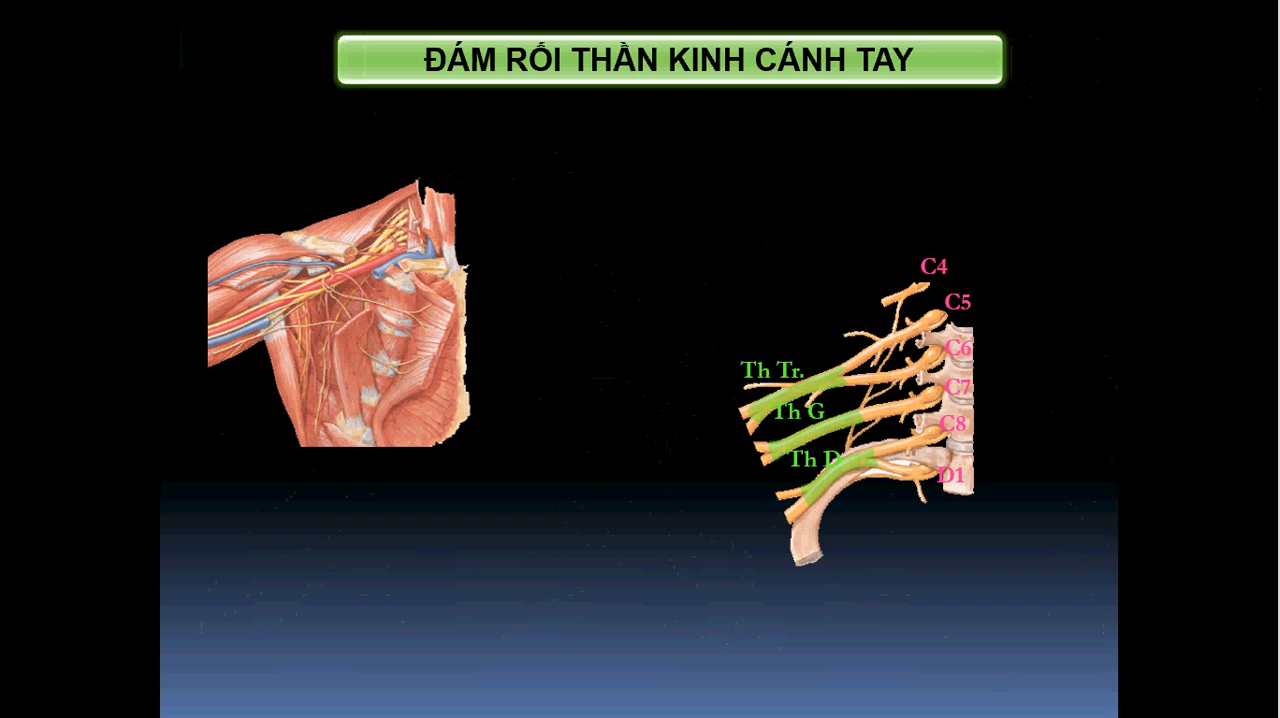 ĐÁM RỐI THẦN KINH CÁNH TAY
C4
C5
C6
Th Tr.
C7
Th G
C8
Th D
D1